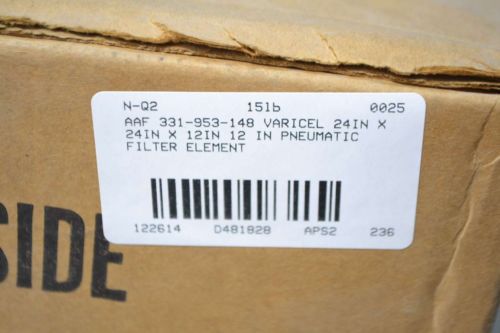 N-Q2 151b 0025
AAF 331-953-148 VARICEL 24IN X
24IN X 12IN 12 IN PNEUMATIC
FILTER ELEMENT
122614 D481828 APS2 236
SIDE